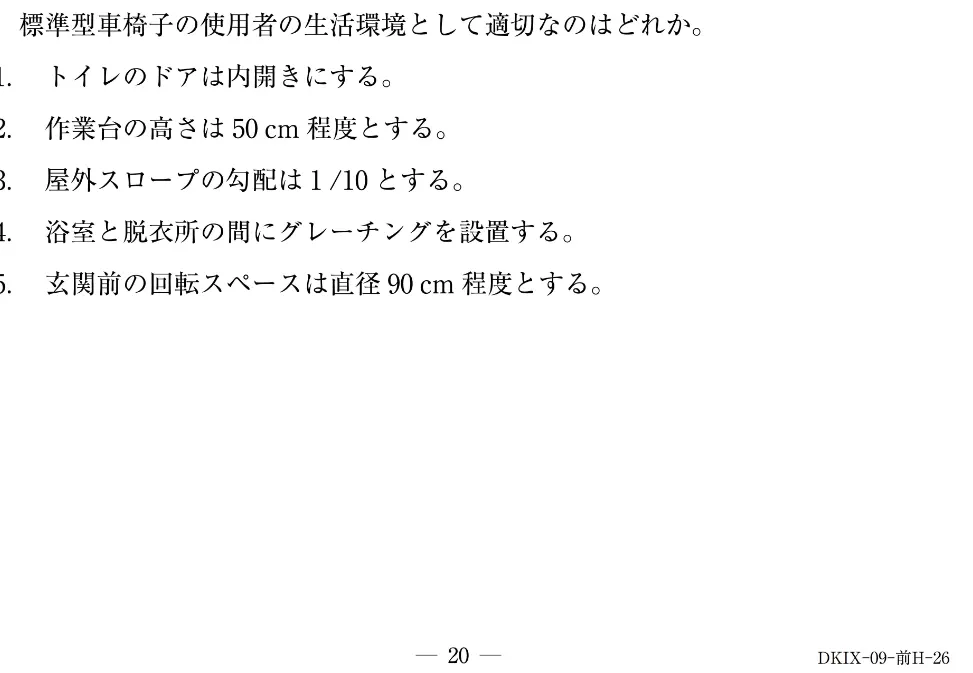 標準型車椅子の使用者の生活環境として適切なのはどれか。
1. トイレのドアは内開きにする。
2. 作業台の高さは 50 cm 程度とする。
3. 屋外スロープの勾配は 1/10 とする。
4. 浴室と脱衣所の間にグレーチングを設置する。
5. 玄関前の回転スペースは直径 90 cm 程度とする。
— 20 —
DKIX-09-前H-26